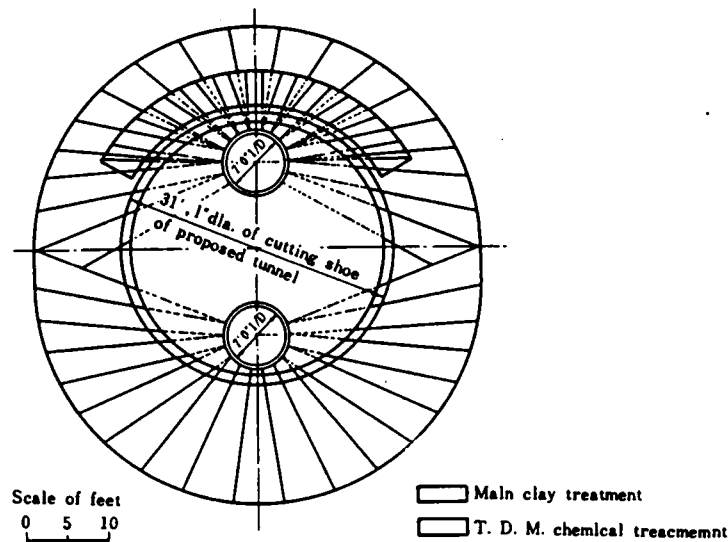 7'0"I/D
31', 1" dia. of cutting shoe
of proposed tunnel
7'0"I/D
Scale of feet
0 5 10
Main clay treatment
T. D. M. chemical treacmemnt